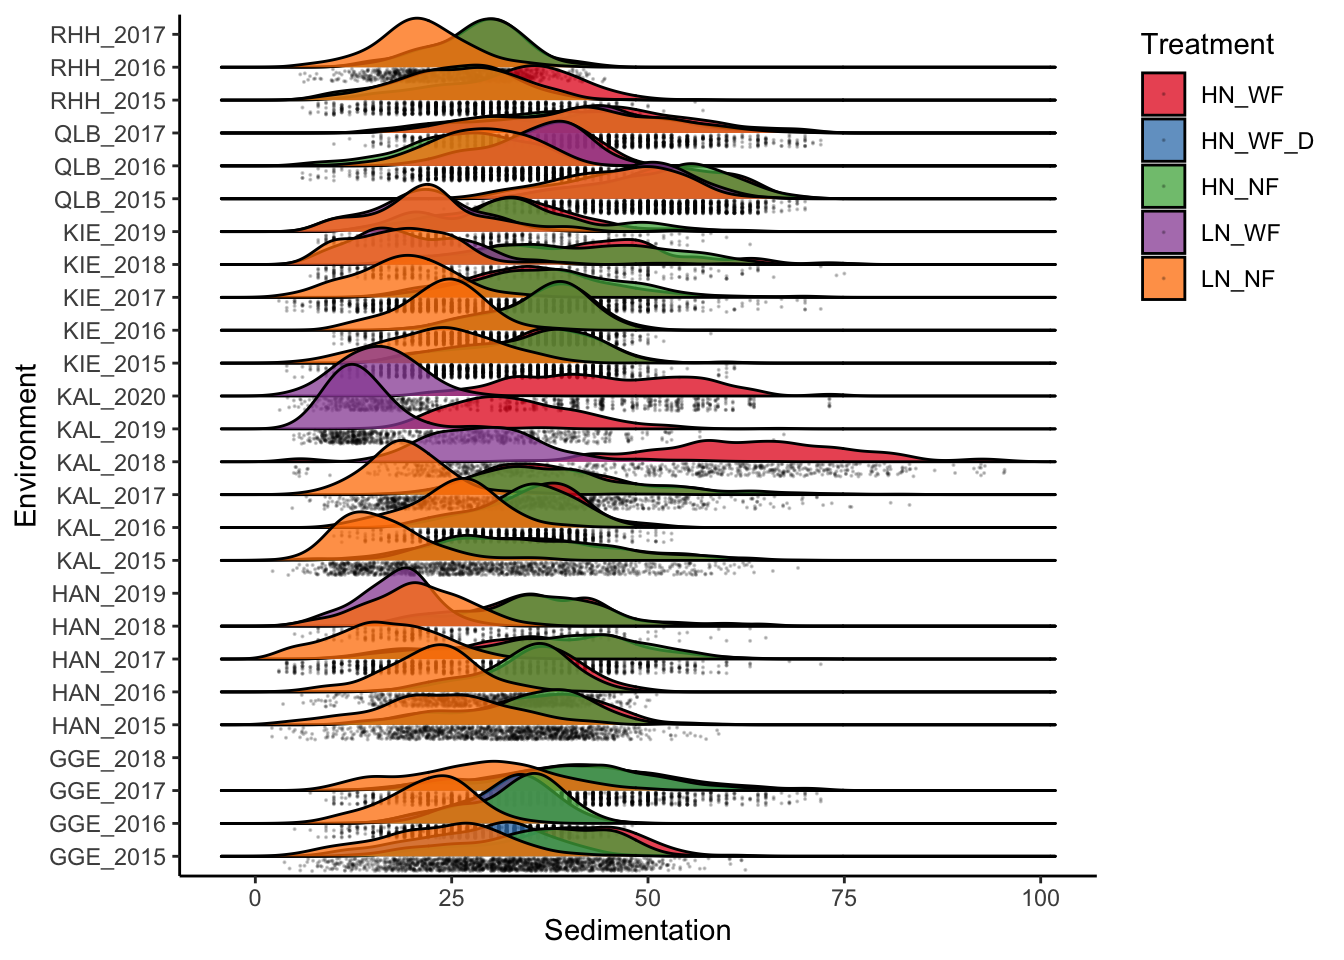 RHH_2017
RHH_2016
RHH_2015
QLB_2017
QLB_2016
QLB_2015
KIE_2019
KIE_2018
KIE_2017
KIE_2016
KIE_2015
KAL_2020
KAL_2019
KAL_2018
KAL_2017
KAL_2016
KAL_2015
HAN_2019
HAN_2018
HAN_2017
HAN_2016
HAN_2015
GGE_2018
GGE_2017
GGE_2016
GGE_2015
Environment
0 25 50 75 100
Sedimentation
Treatment
HN_WF
HN_WF_D
HN_NF
LN_WF
LN_NF